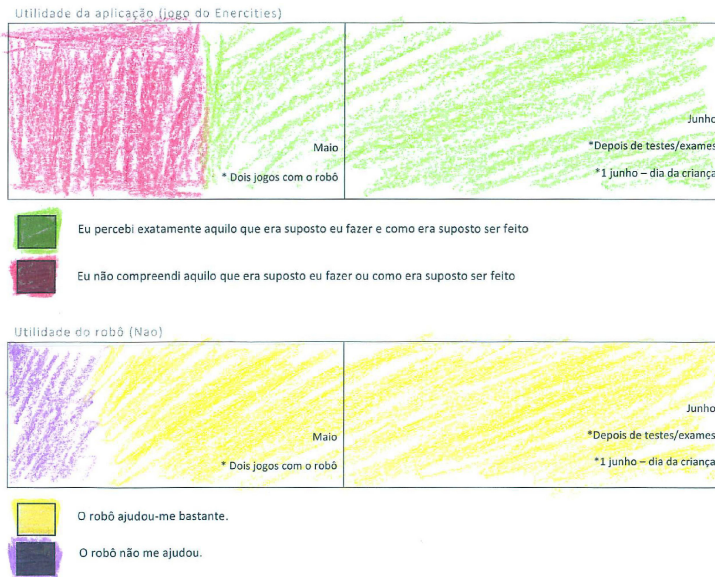 Utilidade da aplicação (jogo do Enercities)
Maio
* Dois jogos com o robô
Junho
*Depois de testes/exames
*1 junho – dia da criança
Eu percebi exatamente aquilo que era suposto eu fazer e como era suposto ser feito
Eu não compreendi aquilo que era suposto eu fazer ou como era suposto ser feito
Utilidade do robô (Nao)
Maio
* Dois jogos com o robô
Junho
*Depois de testes/exames
*1 junho – dia da criança
O robô ajudou-me bastante.
O robô não me ajudou.